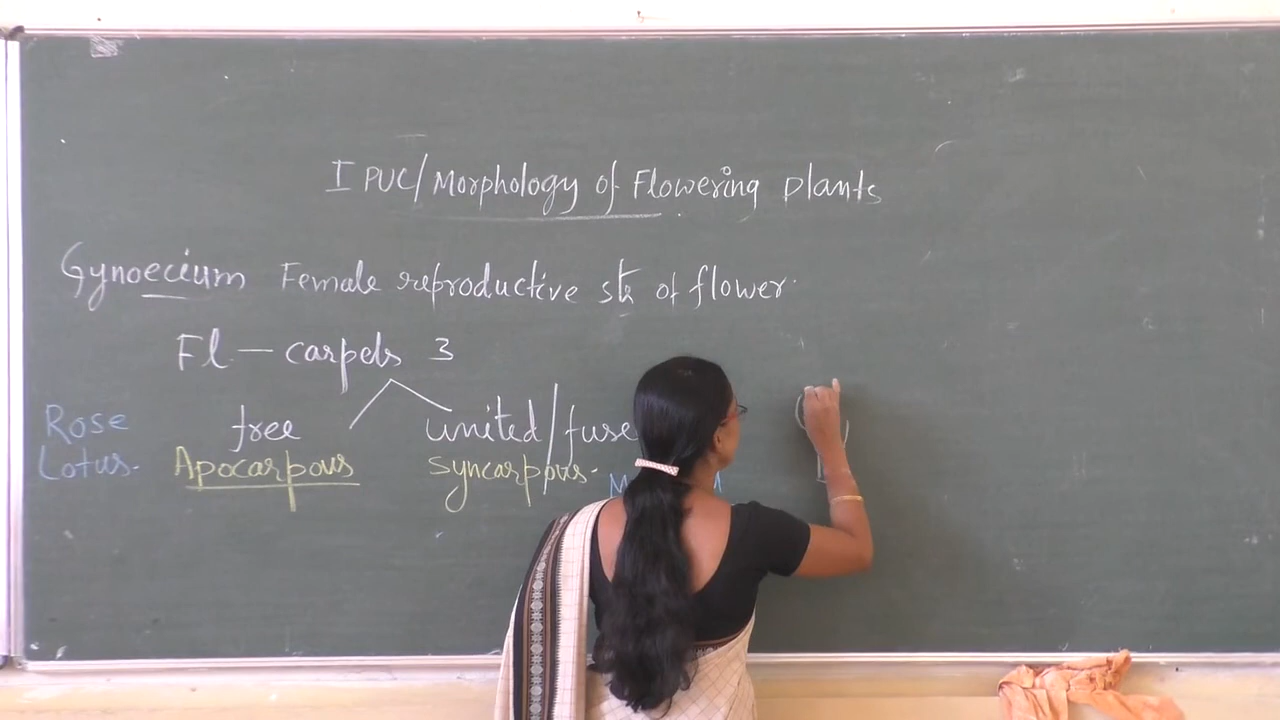 I PUC/Morphology of Flowering Plants
Gynoecium Female reproductive str of flower.
Fl — carpels 3
Rose free united/fuse
Lotus. Apocarpous Syncarpous.